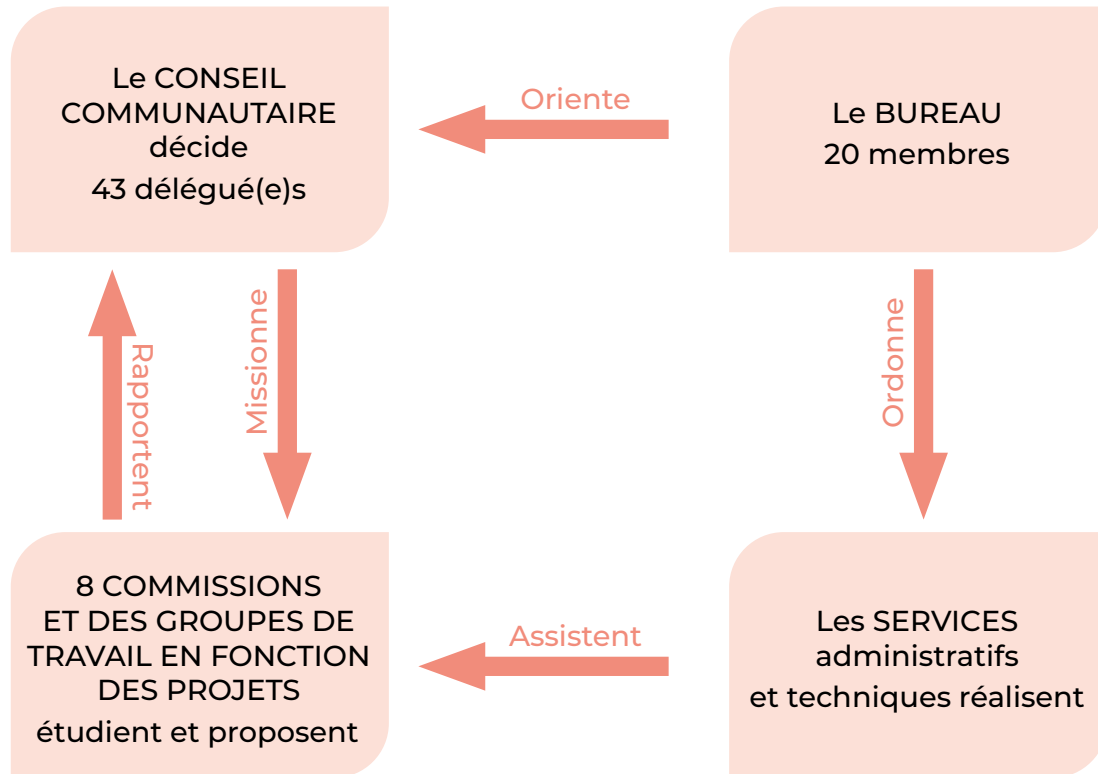 Le CONSEIL
COMMUNAUTAIRE
décide
43 délégué(e)s
Oriente
Le BUREAU
20 membres
Rapportent
Missionne
Ordonne
8 COMMISSIONS
ET DES GROUPES DE
TRAVAIL EN FONCTION
DES PROJETS
étudient et proposent
Assistent
Les SERVICES
administratifs
et techniques réalisent